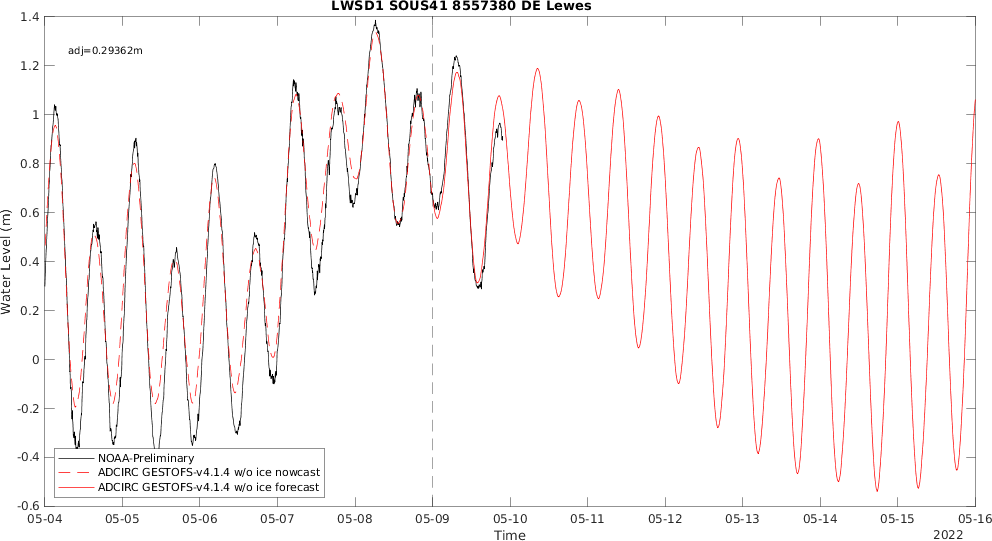 LWSD1 SOUS41 8557380 DE Lewes
adj=0.29362m
1.4
1.2
1
0.8
0.6
0.4
0.2
0
-0.2
-0.4
-0.6
Water Level (m)
NOAA-Preliminary
ADCIRC GESTOFS-v4.1.4 w/o ice nowcast
ADCIRC GESTOFS-v4.1.4 w/o ice forecast
05-04 05-05 05-06 05-07 05-08 05-09 05-10 05-11 05-12 05-13 05-14 05-15 05-16
Time
2022